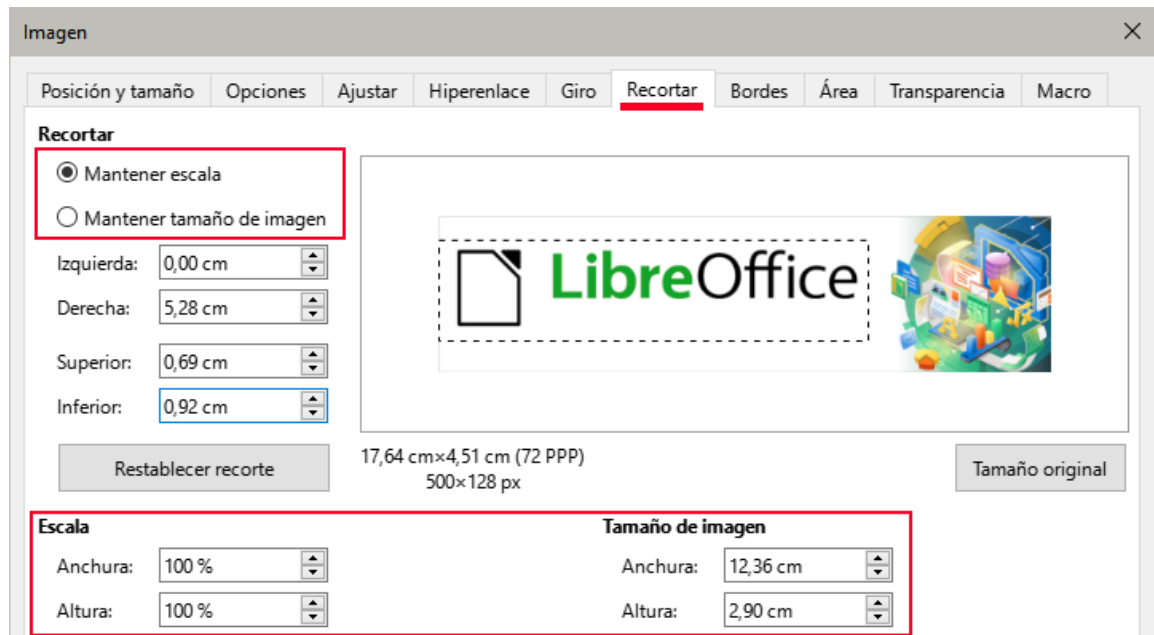 Imagen
Posición y tamaño Opciones Ajustar Hiperenlace Giro Recortar Bordes Área Transparencia Macro
Recortar
Mantener escala
Mantener tamaño de imagen
Izquierda: 0,00 cm
Derecha: 5,28 cm
Superior: 0,69 cm
Inferior: 0,92 cm
LibreOffice
Restablecer recorte
17,64 cm×4,51 cm (72 PPP)
500×128 px
Tamaño original
Escala
Anchura: 100 %
Altura: 100 %
Tamaño de imagen
Anchura: 12,36 cm
Altura: 2,90 cm